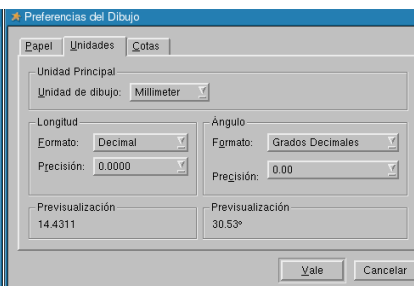 Preferencias del Dibujo
Papel Unidades Cotas
Unidad Principal
Unidad de dibujo: Millimeter
Longitud
Formato: Decimal
Precisión: 0.0000
Ángulo
Formato: Grados Decimales
Precisión: 0.00
Previsualización
14.4311
Previsualización
30.53º
Vale Cancelar